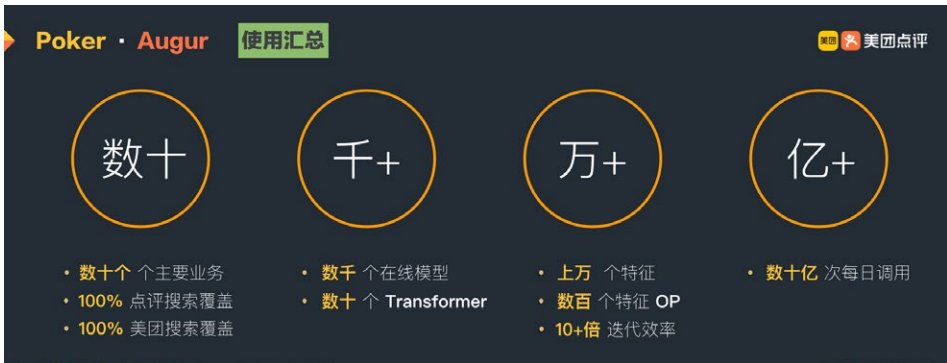 Poker · Augur 使用汇总
美团 美团点评
数十
千+
万+
亿+
• 数十个 个主要业务
• 100% 点评搜索覆盖
• 100% 美团搜索覆盖
• 数千 个在线模型
• 数十 个 Transformer
• 上万 个特征
• 数百 个特征 OP
• 10+倍 迭代效率
• 数十亿 次每日调用